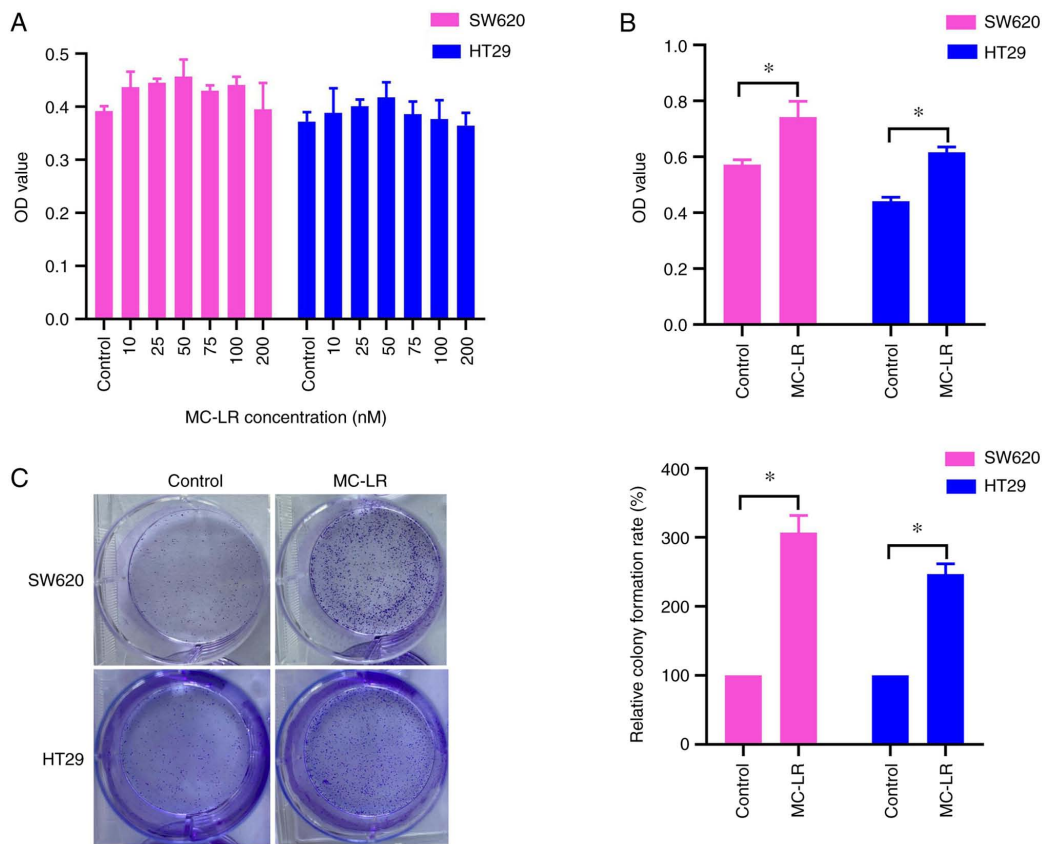 A
SW620
HT29
OD value
0.5
0.4
0.3
0.2
0.1
0.0
Control
10
25
50
75
100
200
Control
10
25
50
75
100
200
MC-LR concentration (nM)
B
SW620
HT29
OD value
1.0
0.8
0.6
0.4
0.2
0.0
*
*
Control
MC-LR
Control
MC-LR
C
Control
MC-LR
SW620
HT29
SW620
HT29
Relative colony formation rate (%)
400
300
200
100
0
*
*
Control
MC-LR
Control
MC-LR